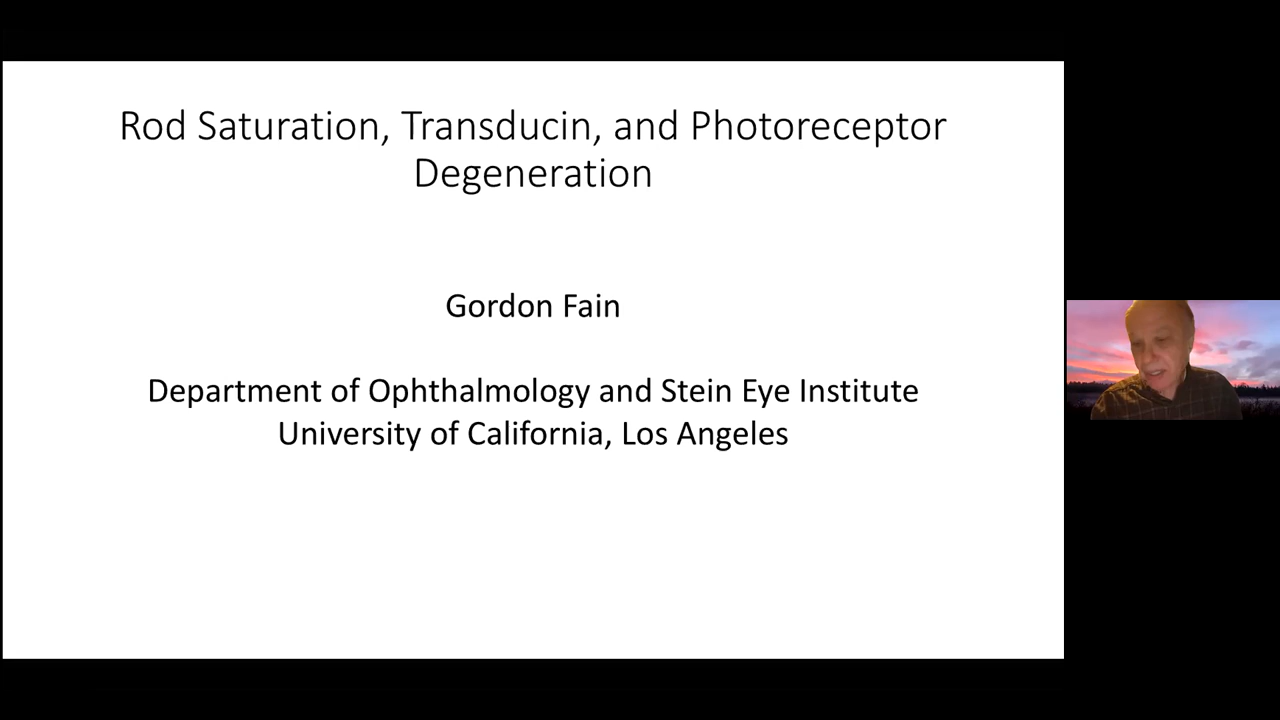 Rod Saturation, Transducin, and Photoreceptor
Degeneration
Gordon Fain
Department of Ophthalmology and Stein Eye Institute
University of California, Los Angeles